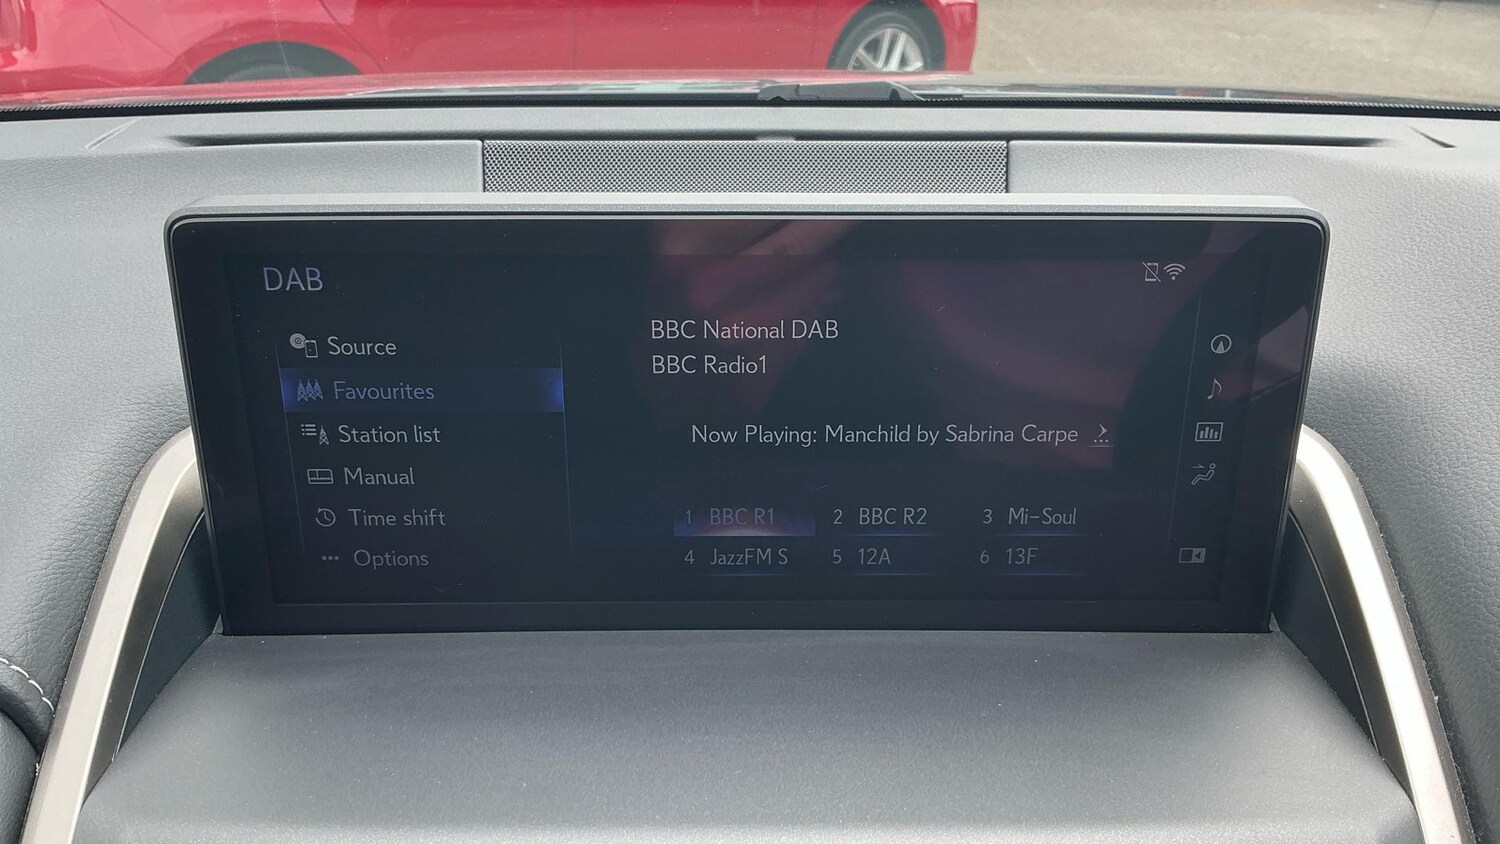 DAB
Source
Favourites
Station list
Manual
Time shift
Options
BBC National DAB
BBC Radio1
Now Playing: Manchild by Sabrina Carpe
1 BBC R1 2 BBC R2 3 Mi-Soul
4 JazzFM S 5 12A 6 13F